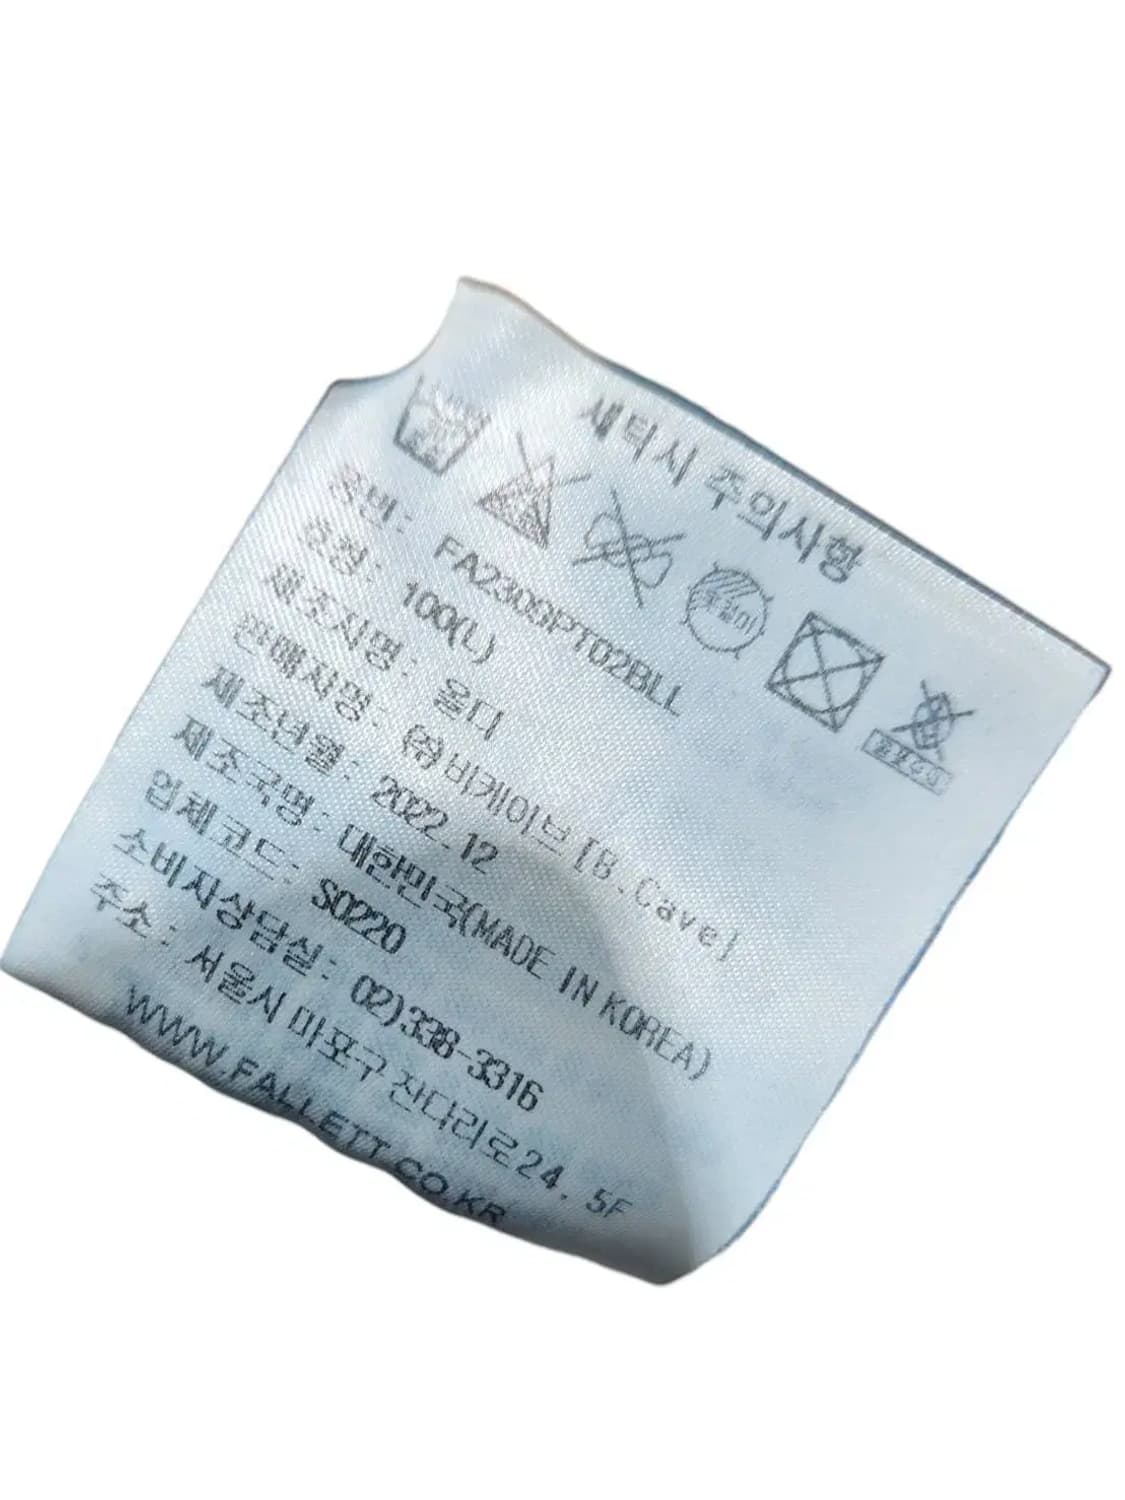 세탁시 주의사항
드라이
품번: FA2303PT02BLL
호칭: 100(L)
제조자명: 올디
판매자명: (주)비케이브[B.Cave]
제조년월: 2022.12
제조국명: 대한민국(MADE IN KOREA)
업체코드: S0220
소비자상담실: 02)338-3316
주소: 서울시 마포구 잔다리로24, 5F
WWW.FALLETT.CO.KR